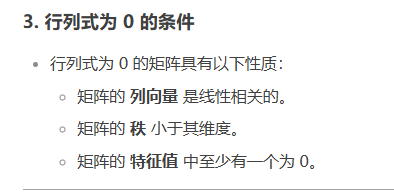 3. 行列式为 0 的条件
行列式为 0 的矩阵具有以下性质：
矩阵的 列向量 是线性相关的。
矩阵的 秩 小于其维度。
矩阵的 特征值 中至少有一个为 0。